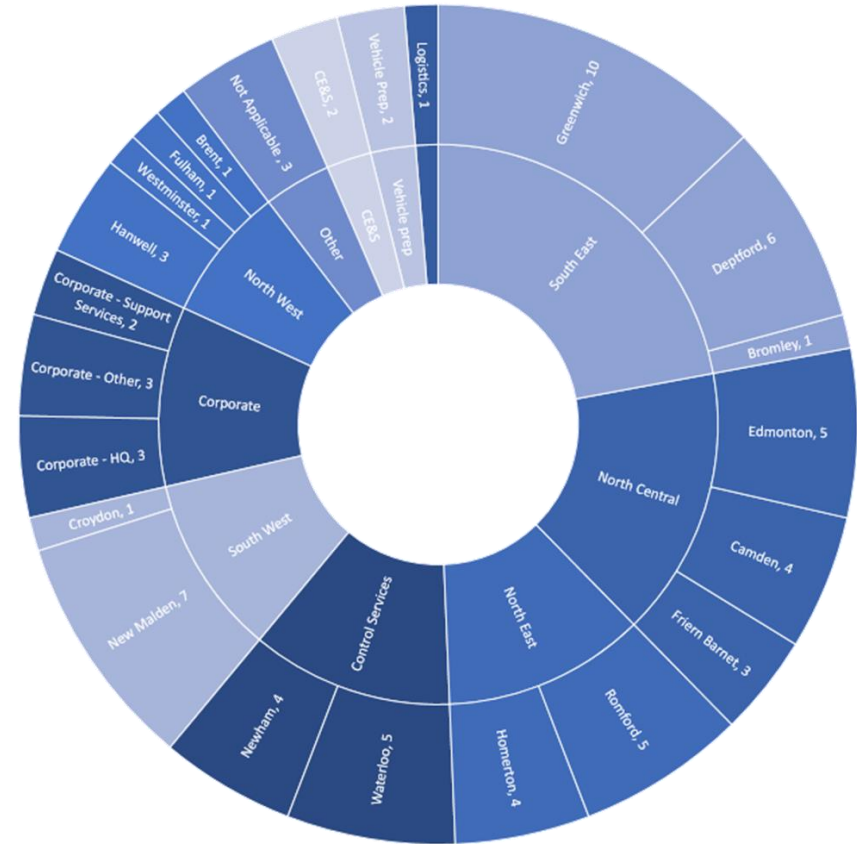 South East
Greenwich, 10
Deptford, 6
Bromley, 1
North Central
Edmonton, 5
Camden, 4
Friern Barnet, 3
North East
Romford, 5
Homerton, 4
Control Services
Waterloo, 5
Newham, 4
South West
New Malden, 7
Croydon, 1
Corporate
Corporate - HQ, 3
Corporate - Other, 3
Corporate - Support
Services, 2
North West
Hanwell, 3
Westminster, 1
Fulham, 1
Brent, 1
Other
Not Applicable , 3
CE&S
CE&S, 2
Vehicle prep
Vehicle Prep, 2
Logistics, 1